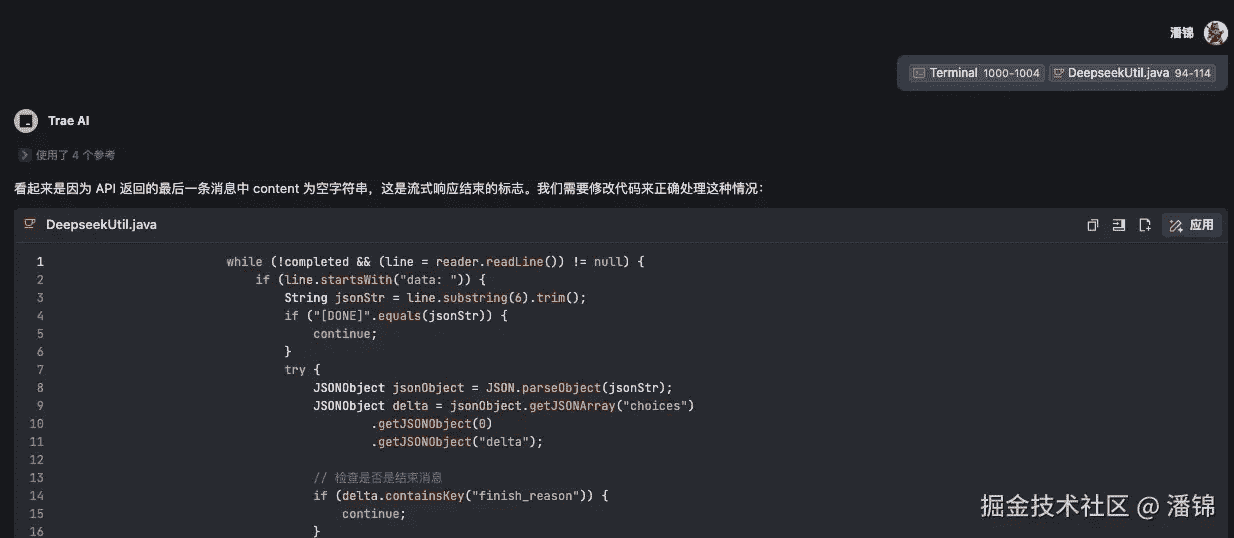 潘锦
Terminal 1000-1004 DeepseekUtil.java 94-114
Trae AI
使用了 4 个参考
看起来是因为 API 返回的最后一条消息中 content 为空字符串，这是流式响应结束的标志。我们需要修改代码来正确处理这种情况：
DeepseekUtil.java 应用
1 while (!completed && (line = reader.readLine()) != null) {
2 if (line.startsWith("data: ")) {
3 String jsonStr = line.substring(6).trim();
4 if ("[DONE]".equals(jsonStr)) {
5 continue;
6 }
7 try {
8 JSONObject jsonObject = JSON.parseObject(jsonStr);
9 JSONObject delta = jsonObject.getJSONArray("choices")
10 .getJSONObject(0)
11 .getJSONObject("delta");
12
13 // 检查是否是结束消息
14 if (delta.containsKey("finish_reason")) {
15 continue;
16 }
掘金技术社区 @ 潘锦